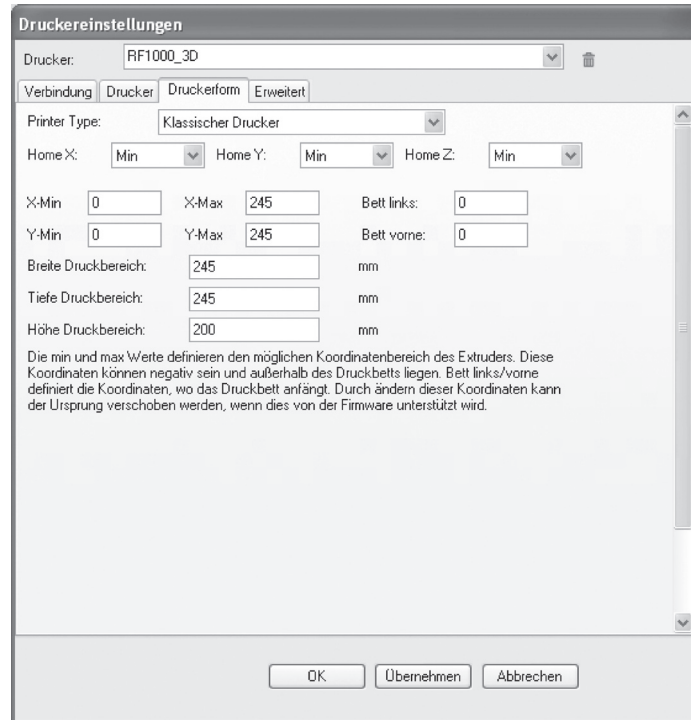 Druckereinstellungen
Drucker: RF1000_3D
Verbindung Drucker Druckerform Erweitert
Printer Type: Klassischer Drucker
Home X: Min Home Y: Min Home Z: Min
X-Min 0 X-Max 245 Bett links: 0
Y-Min 0 Y-Max 245 Bett vorne: 0
Breite Druckbereich: 245 mm
Tiefe Druckbereich: 245 mm
Höhe Druckbereich: 200 mm
Die min und max Werte definieren den möglichen Koordinatenbereich des Extruders. Diese
Koordinaten können negativ sein und außerhalb des Druckbetts liegen. Bett links/vorne
definiert die Koordinaten, wo das Druckbett anfängt. Durch ändern dieser Koordinaten kann
der Ursprung verschoben werden, wenn dies von der Firmware unterstützt wird.
OK Übernehmen Abbrechen